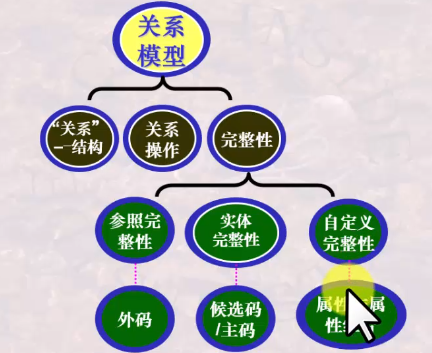 关系
模型
“关系”
--结构
关系
操作
完整性
参照完
整性
实体
完整性
自定义
完整性
外码
候选码
/主码
属性
属
性